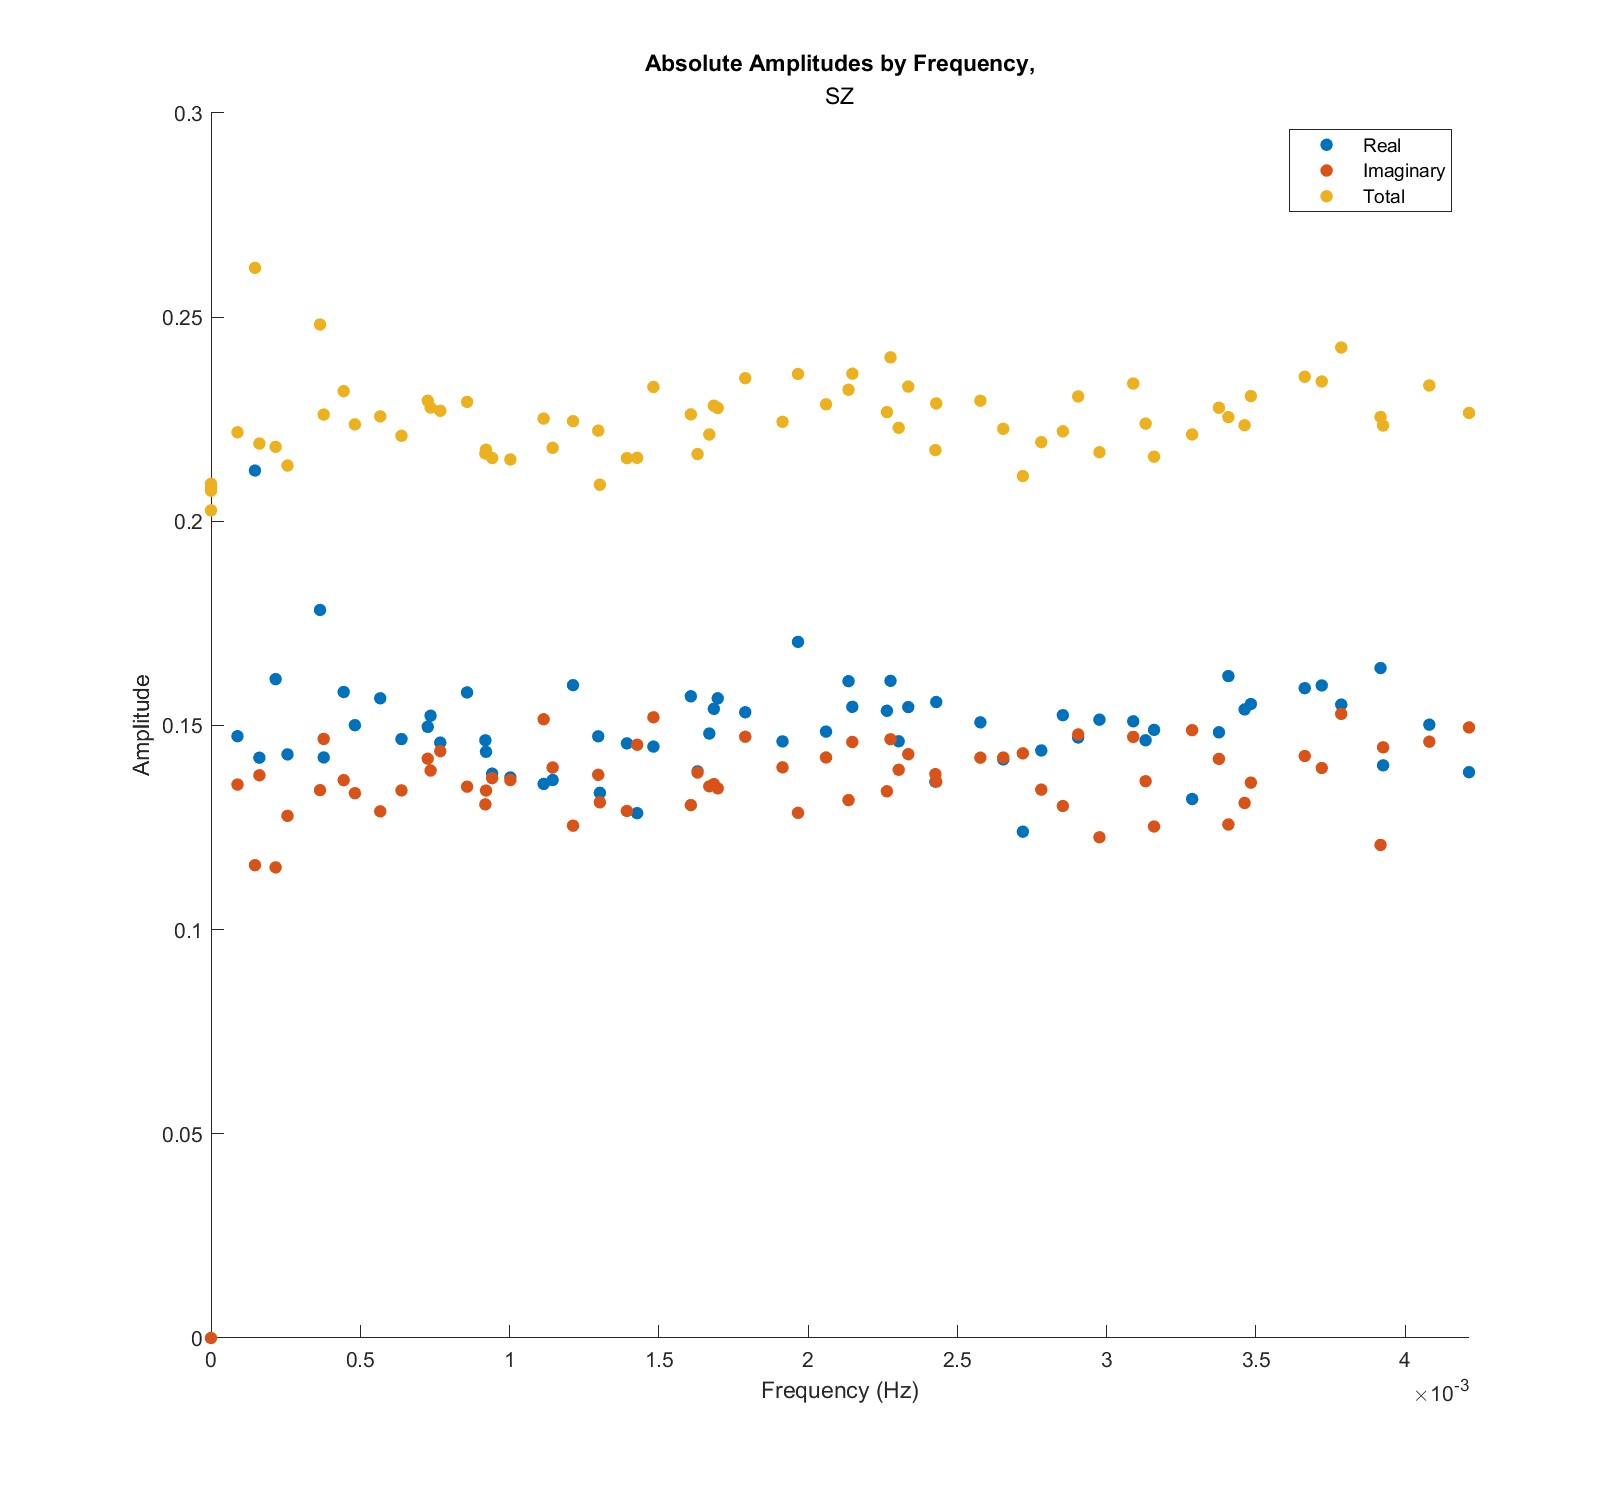 Absolute Amplitudes by Frequency,
SZ
0.3
Real
Imaginary
Total
0.25
0.2
0.15
Amplitude
0.1
0.05
0
0 0.5 1 1.5 2 2.5 3 3.5 4
Frequency (Hz)
×10⁻³